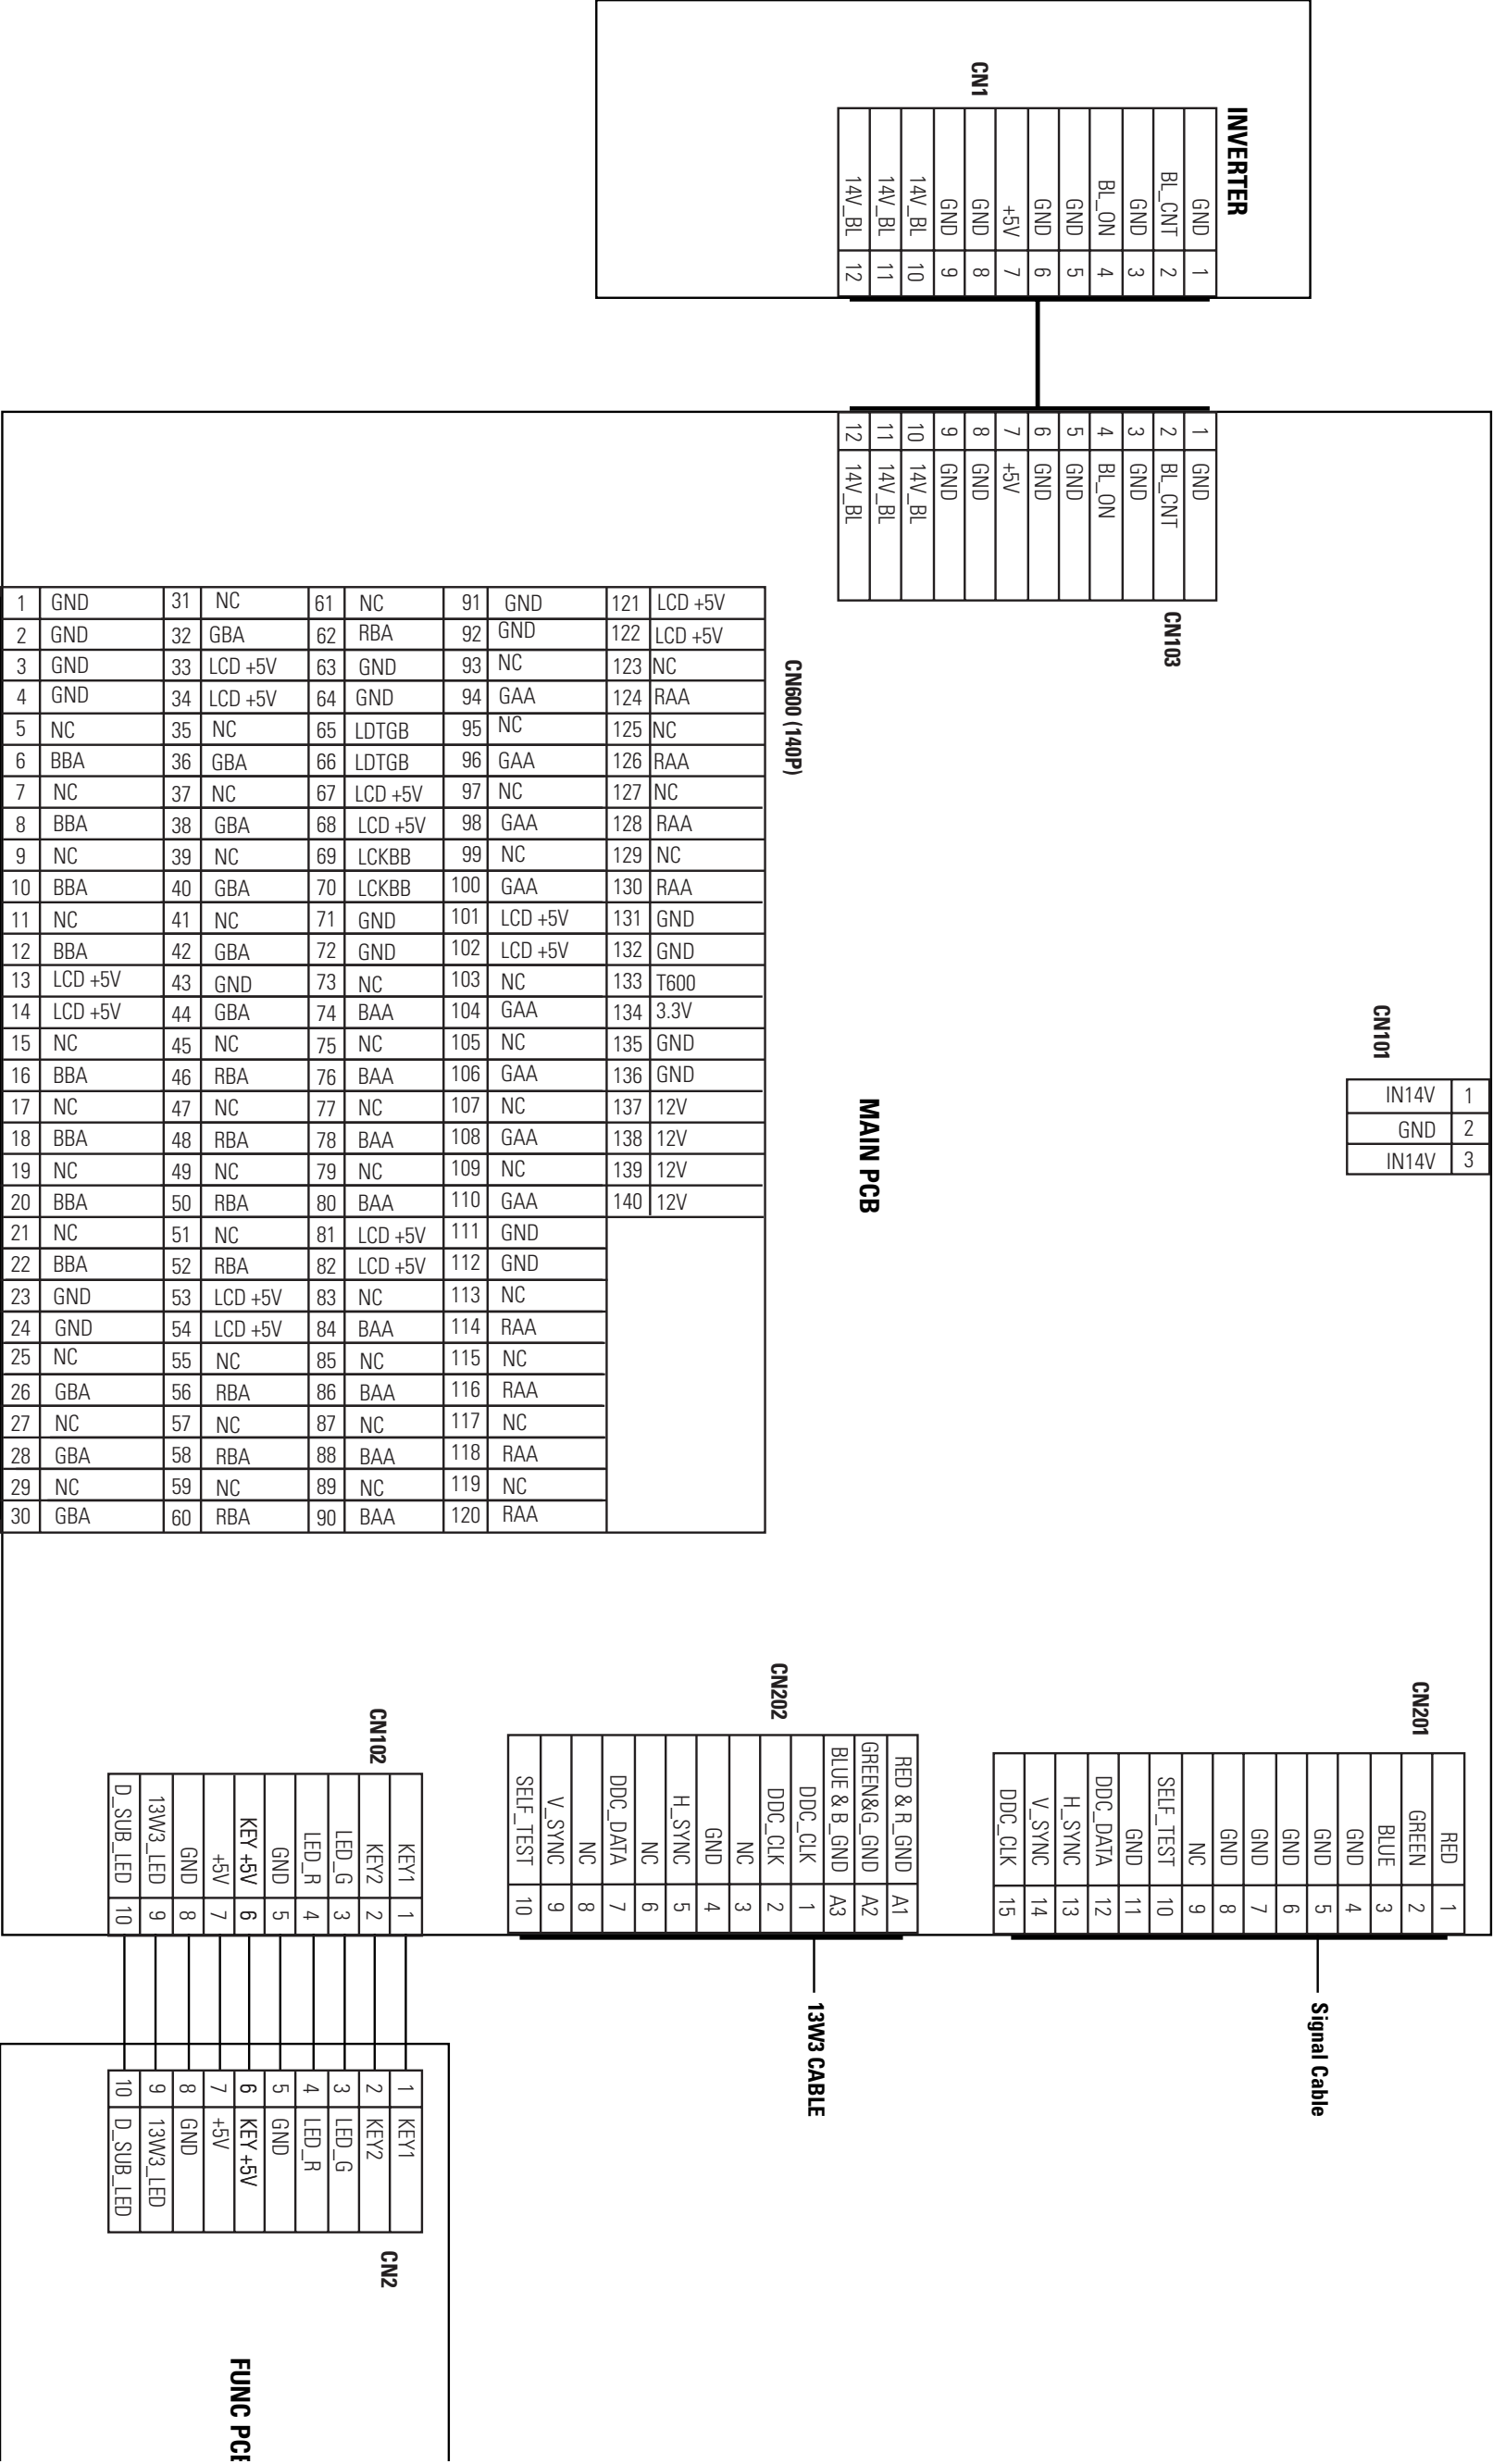 INVERTER
CN1
GND 1
BL_CNT 2
GND 3
BL_ON 4
GND 5
GND 6
+5V 7
GND 8
GND 9
14V_BL 10
14V_BL 11
14V_BL 12
1 GND
2 BL_CNT
3 GND
4 BL_ON
5 GND
6 GND
7 +5V
8 GND
9 GND
10 14V_BL
11 14V_BL
12 14V_BL
CN103
CN600 (140P)
1 GND 31 NC 61 NC 91 GND 121 LCD +5V
2 GND 32 GBA 62 RBA 92 GND 122 LCD +5V
3 GND 33 LCD +5V 63 GND 93 NC 123 NC
4 GND 34 LCD +5V 64 GND 94 GAA 124 RAA
5 NC 35 NC 65 LDTGB 95 NC 125 NC
6 BBA 36 GBA 66 LDTGB 96 GAA 126 RAA
7 NC 37 NC 67 LCD +5V 97 NC 127 NC
8 BBA 38 GBA 68 LCD +5V 98 GAA 128 RAA
9 NC 39 NC 69 LCKBB 99 NC 129 NC
10 BBA 40 GBA 70 LCKBB 100 GAA 130 RAA
11 NC 41 NC 71 GND 101 LCD +5V 131 GND
12 BBA 42 GBA 72 GND 102 LCD +5V 132 GND
13 LCD +5V 43 GND 73 NC 103 NC 133 T600
14 LCD +5V 44 GBA 74 BAA 104 GAA 134 3.3V
15 NC 45 NC 75 NC 105 NC 135 GND
16 BBA 46 RBA 76 BAA 106 GAA 136 GND
17 NC 47 NC 77 NC 107 NC 137 12V
18 BBA 48 RBA 78 BAA 108 GAA 138 12V
19 NC 49 NC 79 NC 109 NC 139 12V
20 BBA 50 RBA 80 BAA 110 GAA 140 12V
21 NC 51 NC 81 LCD +5V 111 GND
22 BBA 52 RBA 82 LCD +5V 112 GND
23 GND 53 LCD +5V 83 NC 113 NC
24 GND 54 LCD +5V 84 BAA 114 RAA
25 NC 55 NC 85 NC 115 NC
26 GBA 56 RBA 86 BAA 116 RAA
27 NC 57 NC 87 NC 117 NC
28 GBA 58 RBA 88 BAA 118 RAA
29 NC 59 NC 89 NC 119 NC
30 GBA 60 RBA 90 BAA 120 RAA
MAIN PCB
CN101
IN14V 1
GND 2
IN14V 3
CN201
RED 1
GREEN 2
BLUE 3
GND 4
GND 5
GND 6
GND 7
GND 8
NC 9
SELF_TEST 10
GND 11
DDC_DATA 12
H_SYNC 13
V_SYNC 14
DDC_CLK 15
Signal Cable
CN202
RED & R_GND A1
GREEN&G_GND A2
BLUE & B_GND A3
DDC_CLK 1
DDC_CLK 2
NC 3
GND 4
H_SYNC 5
NC 6
DDC_DATA 7
NC 8
V_SYNC 9
SELF_TEST 10
13W3 CABLE
CN102
KEY1 1
KEY2 2
LED_G 3
LED_R 4
GND 5
KEY +5V 6
+5V 7
GND 8
13W3_LED 9
D_SUB_LED 10
1 KEY1
2 KEY2
3 LED_G
4 LED_R
5 GND
6 KEY +5V
7 +5V
8 GND
9 13W3_LED
10 D_SUB_LED
CN2
FUNC PCB